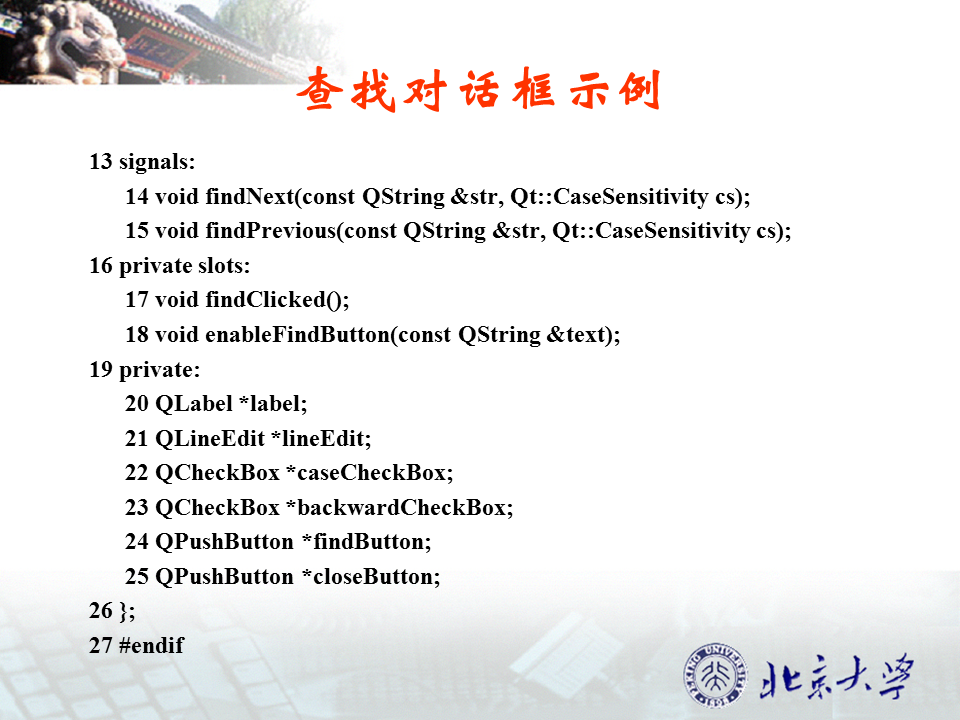 查找对话框示例
13 signals:
14 void findNext(const QString &str, Qt::CaseSensitivity cs);
15 void findPrevious(const QString &str, Qt::CaseSensitivity cs);
16 private slots:
17 void findClicked();
18 void enableFindButton(const QString &text);
19 private:
20 QLabel *label;
21 QLineEdit *lineEdit;
22 QCheckBox *caseCheckBox;
23 QCheckBox *backwardCheckBox;
24 QPushButton *findButton;
25 QPushButton *closeButton;
26 };
27 #endif
PEKING UNIVERSITY
1898
北京大学